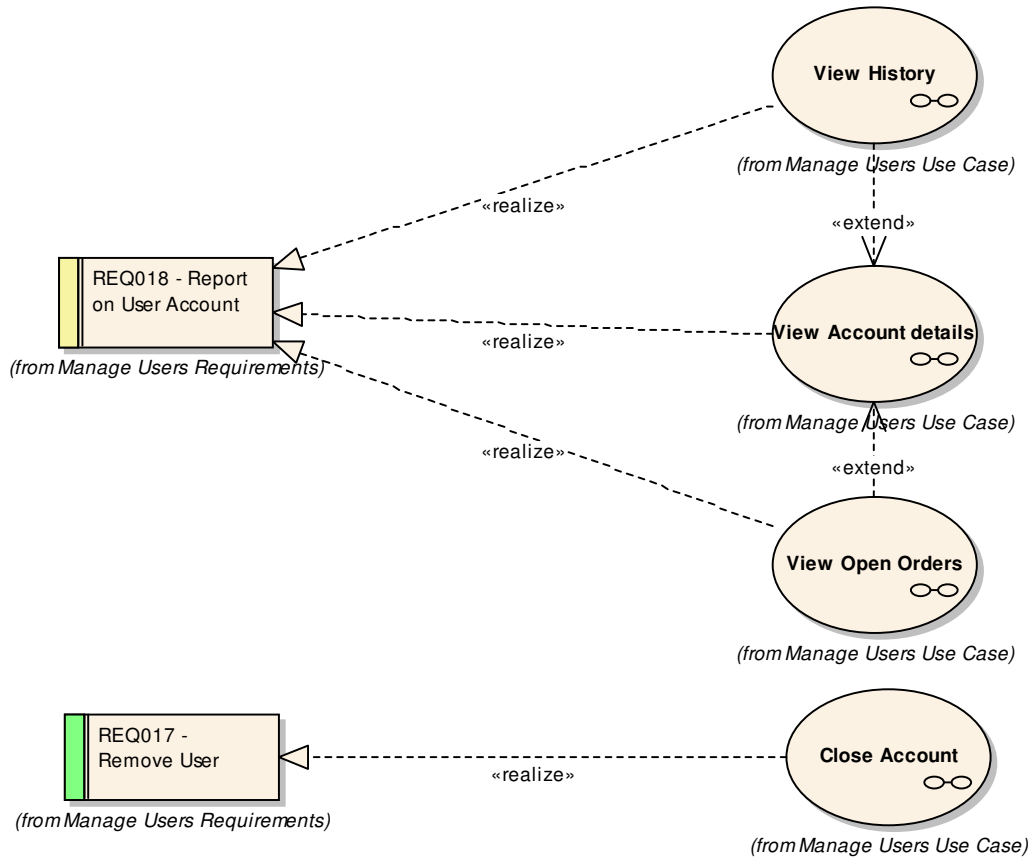 View History
(from Manage Users Use Case)
«realize»
«extend»
REQ018 - Report
on User Account
(from Manage Users Requirements)
«realize»
View Account details
(from Manage Users Use Case)
«realize»
«extend»
View Open Orders
(from Manage Users Use Case)
REQ017 -
Remove User
(from Manage Users Requirements)
«realize»
Close Account
(from Manage Users Use Case)